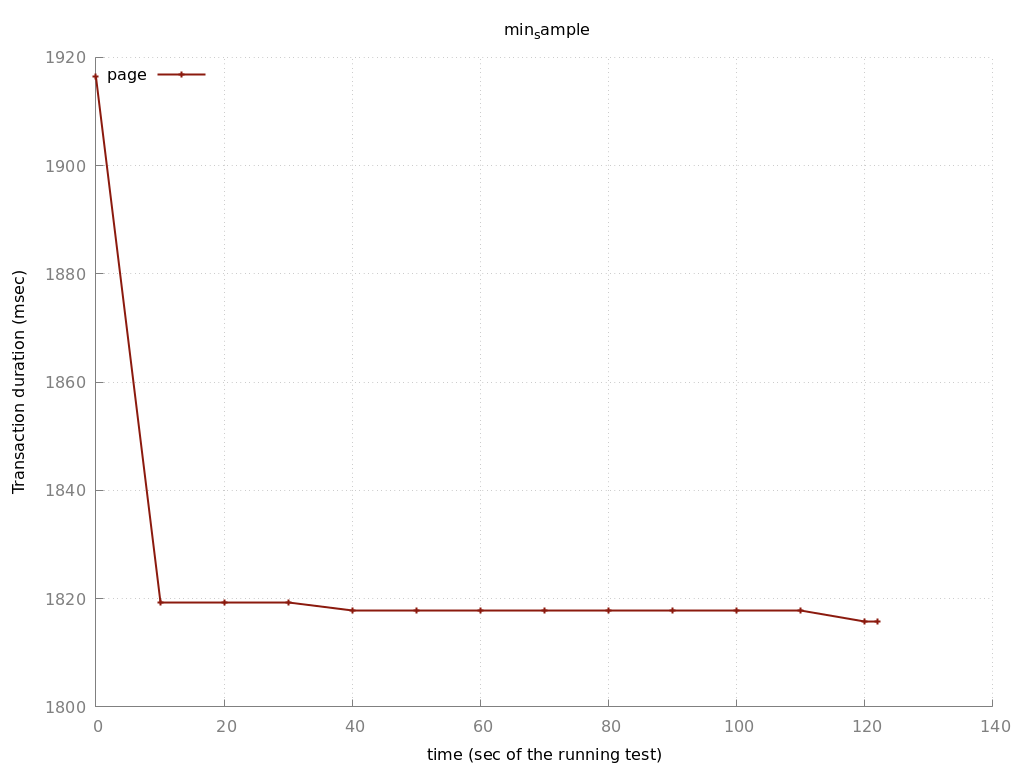 min_sample
1920
page
1900
1880
1860
1840
1820
1800
Transaction duration (msec)
0 20 40 60 80 100 120 140
time (sec of the running test)